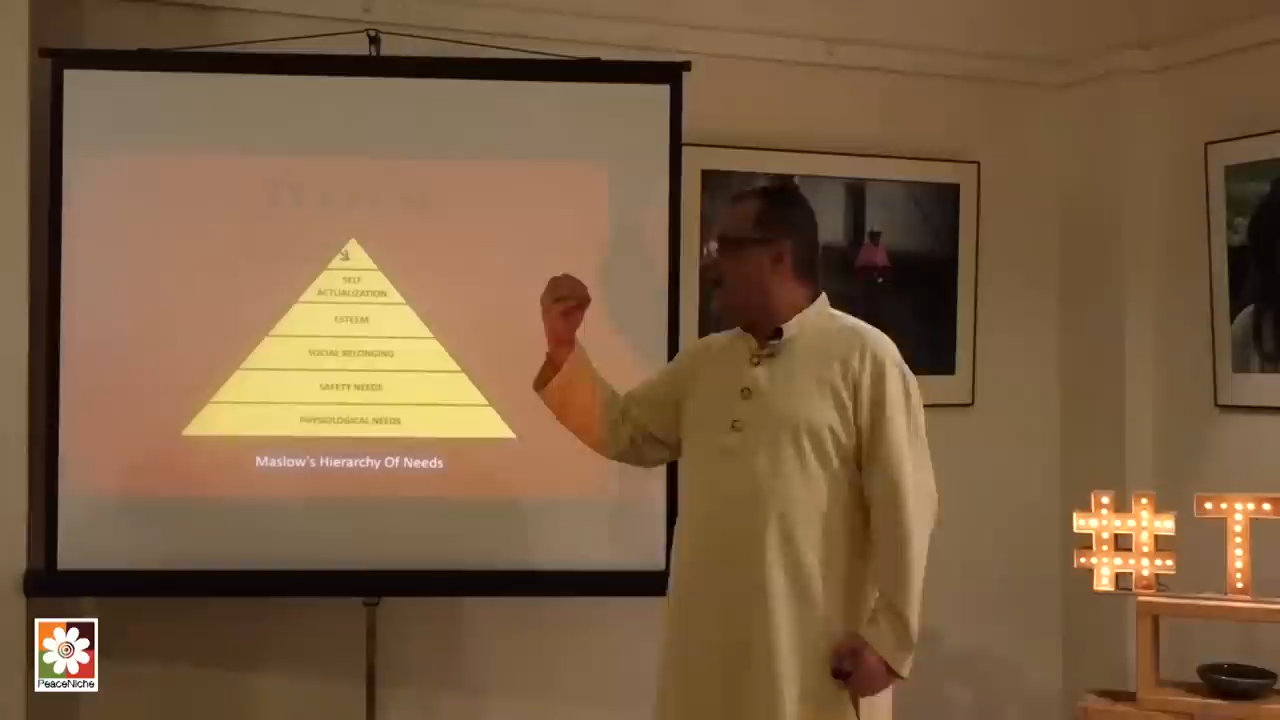 SELF
ACTUALIZATION
ESTEEM
SOCIAL BELONGING
SAFETY NEEDS
PHYSIOLOGICAL NEEDS
Maslow's Hierarchy Of Needs
#T
PeaceNiche